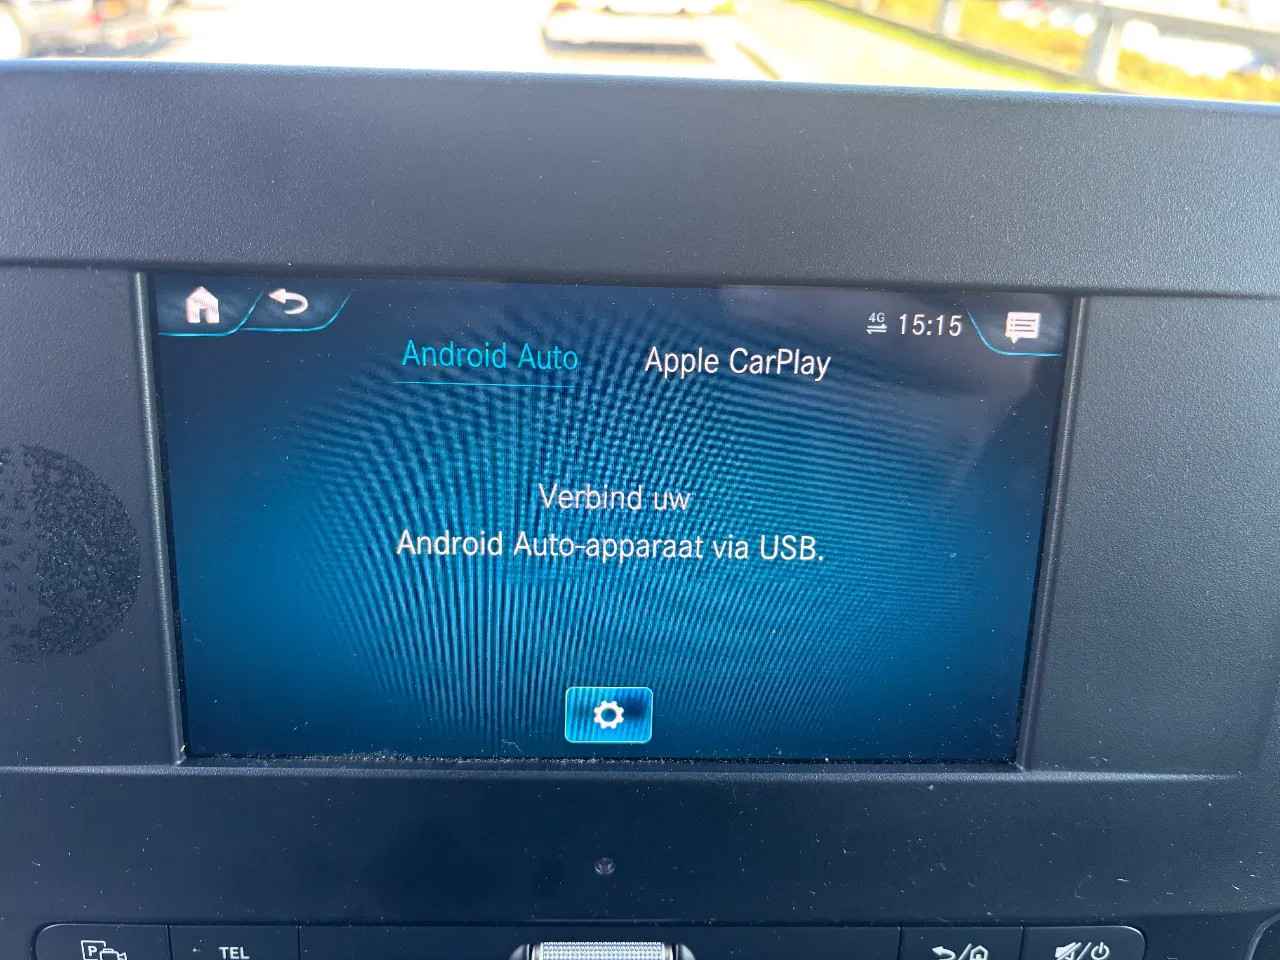 4G 15:15
Android Auto Apple CarPlay
Verbind uw
Android Auto-apparaat via USB.
P TEL